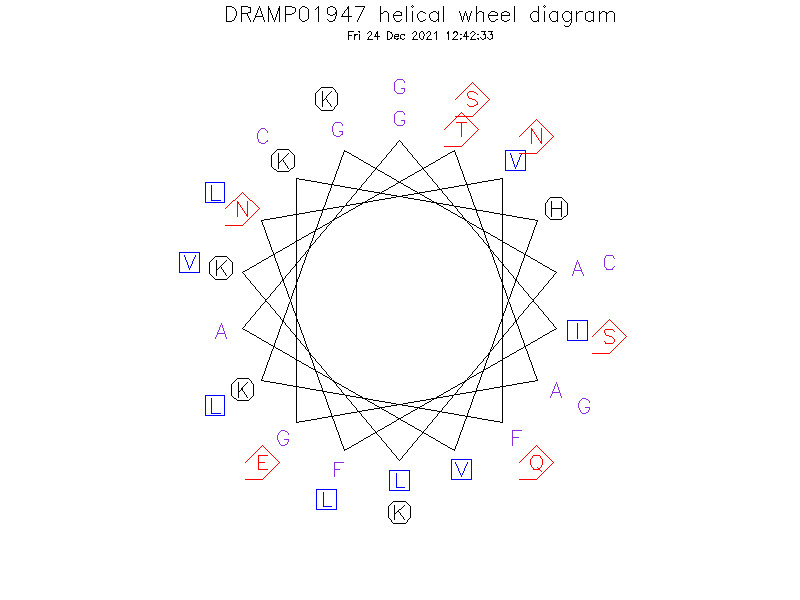 DRAMP01947 helical wheel diagram
Fri 24 Dec 2021 12:42:33
G
K S
G
C G T N
K V
L N H
V K A C
A I S
K A
L G
G F
E F V Q
L L
K